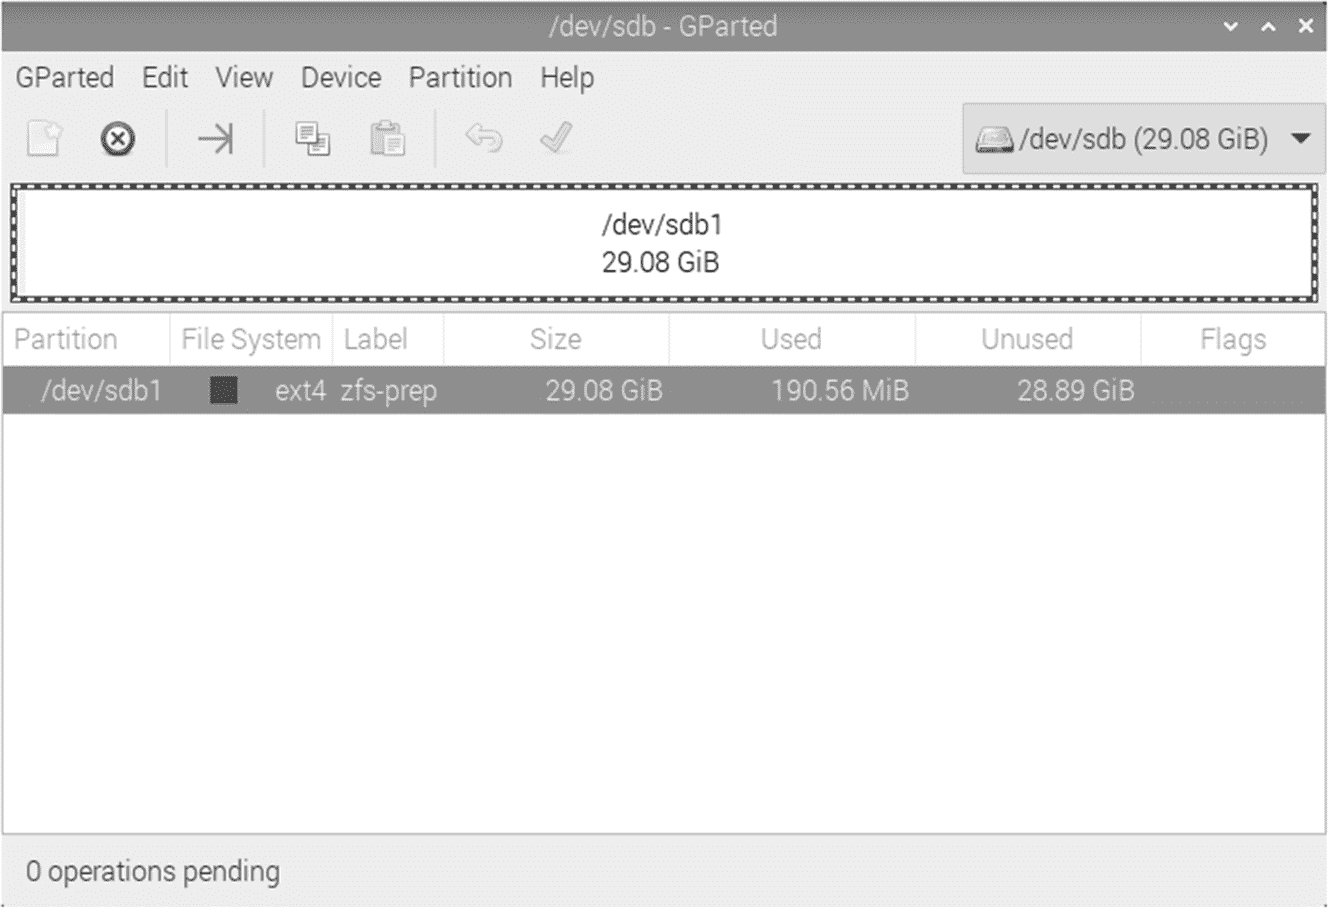 /dev/sdb - GParted
GParted Edit View Device Partition Help
/dev/sdb (29.08 GiB)
/dev/sdb1
29.08 GiB
Partition File System Label Size Used Unused Flags
/dev/sdb1 ext4 zfs-prep 29.08 GiB 190.56 MiB 28.89 GiB
0 operations pending